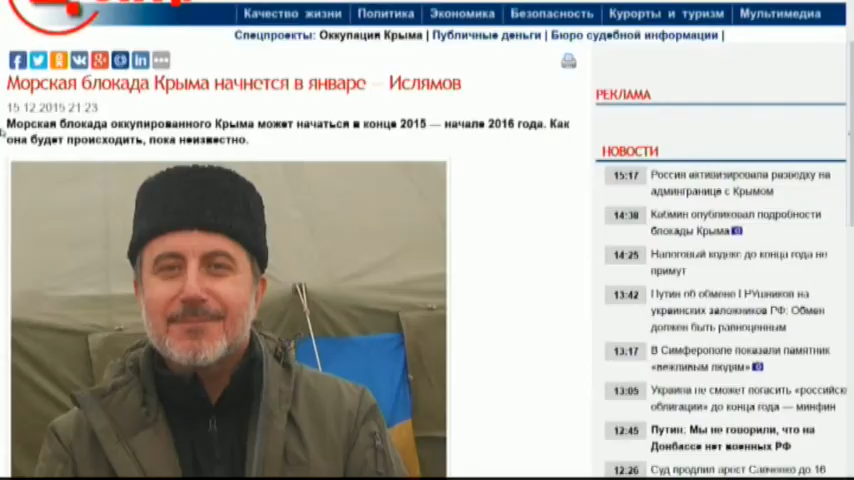 Качество жизни | Политика | Экономика | Безопасность | Курорты и туризм | Мультимедиа
Спецпроекты: Оккупация Крыма | Публичные деньги | Бюро судебной информации |
Морская блокада Крыма начнется в январе – Ислямов
15.12.2015 21:23
Морская блокада оккупированного Крыма может начаться в конце 2015 — начале 2016 года. Как
она будет происходить, пока неизвестно.
РЕКЛАМА
НОВОСТИ
15:17 Россия активизировала разведку на
админгранице с Крымом
14:38 Кабмин опубликовал подробности
блокады Крыма
14:25 Налоговый кодекс до конца года не
примут
13:42 Путин об обмене ГРУшников на
украинских заложников РФ: Обмен
должен быть равноценным
13:17 В Симферополе показали памятник
«вежливым людям»
13:05 Украина не сможет погасить «российск
облигации» до конца года — минфин
12:45 Путин: Мы не говорили, что на
Донбассе нет военных РФ
12:26 Суд продлил арест Савченко до 16